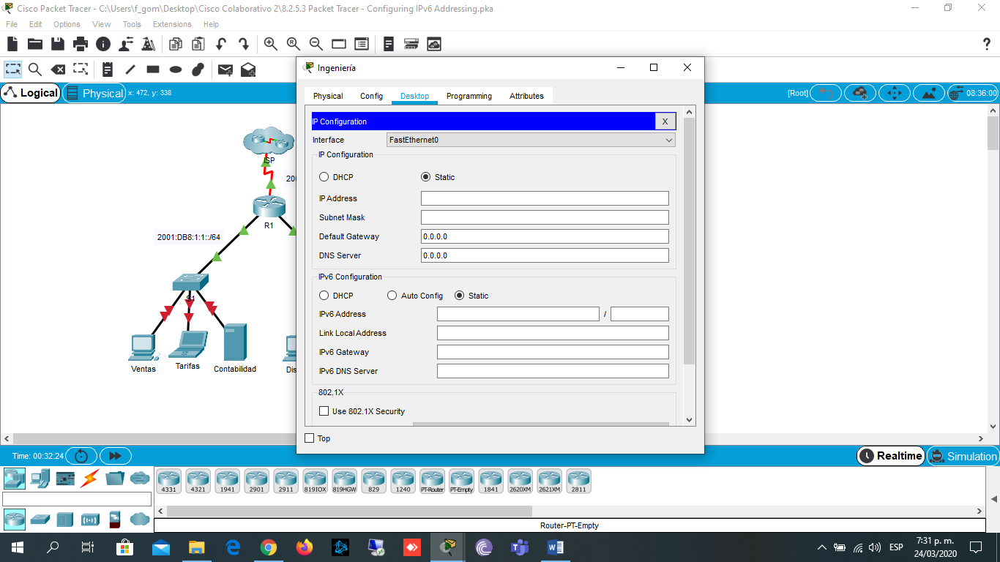 Cisco Packet Tracer - C:\Users\f_gom\Desktop\Cisco Colaborativo 2\8.2.5.3 Packet Tracer - Configuring IPv6 Addressing.pka
File Edit Options View Tools Extensions Help
Ingeniería
Logical Physical x: 472, y: 338
[Root] 08:36:00
Physical Config Desktop Programming Attributes
IP Configuration X
Interface FastEthernet0
IP Configuration
DHCP Static
IP Address
Subnet Mask
Default Gateway 0.0.0.0
DNS Server 0.0.0.0
IPv6 Configuration
DHCP Auto Config Static
IPv6 Address /
Link Local Address
IPv6 Gateway
IPv6 DNS Server
802.1X
Use 802.1X Security
Top
ISP
200
R1
2001:DB8:1:1::/64
S1
Ventas
Tarifas
Contabilidad
Dis
Time: 00:32:24
Realtime Simulation
4331 4321 1941 2901 2911 819IOX 819HGW 829 1240 PT-Router PT-Empty 1841 2620XM 2621XM 2811
Router-PT-Empty
ESP
7:31 p. m.
24/03/2020